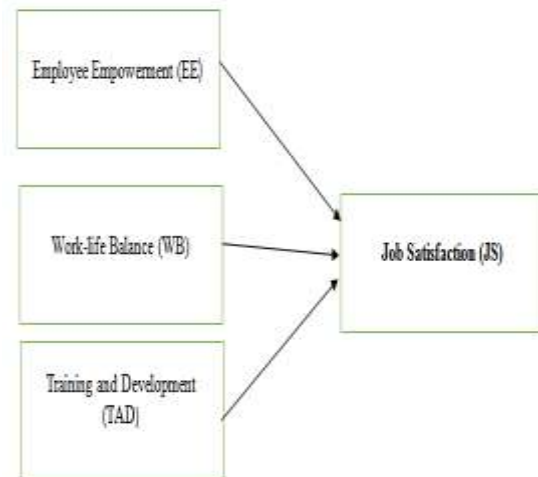 Employee Empowerment (EE)
Work-life Balance (WB)
Job Satisfaction (JS)
Training and Development
(TAD)